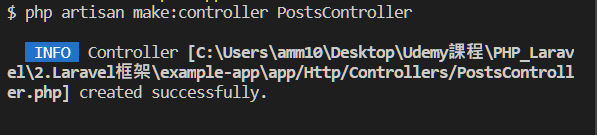 $ php artisan make:controller PostsController
INFO Controller [C:\Users\amm10\Desktop\Udemy課程\PHP_Larav
el\2.Laravel框架\example-app\app/Http/Controllers/PostsControll
er.php] created successfully.